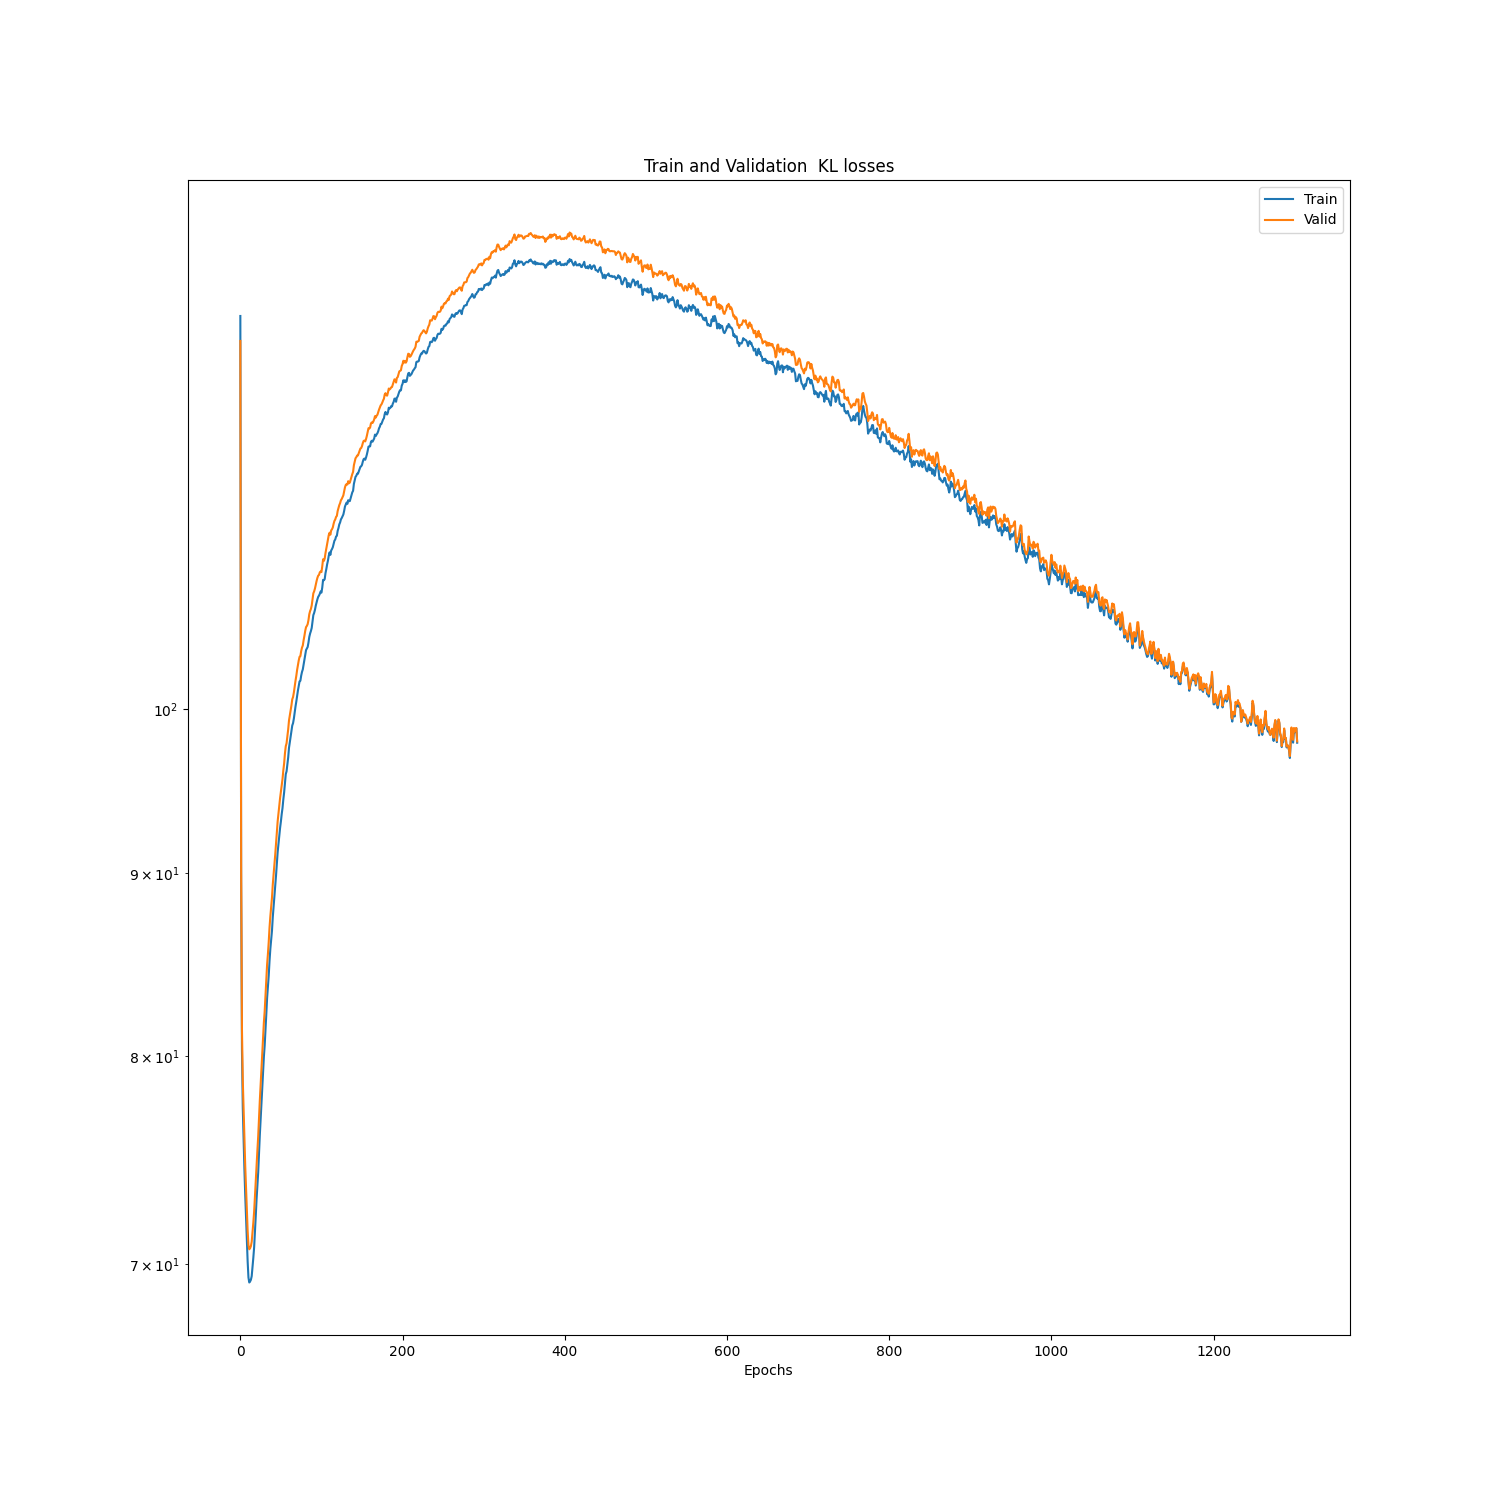 Train and Validation  KL losses
Train
Valid
10²
9 × 10¹
8 × 10¹
7 × 10¹
0 200 400 600 800 1000 1200
Epochs